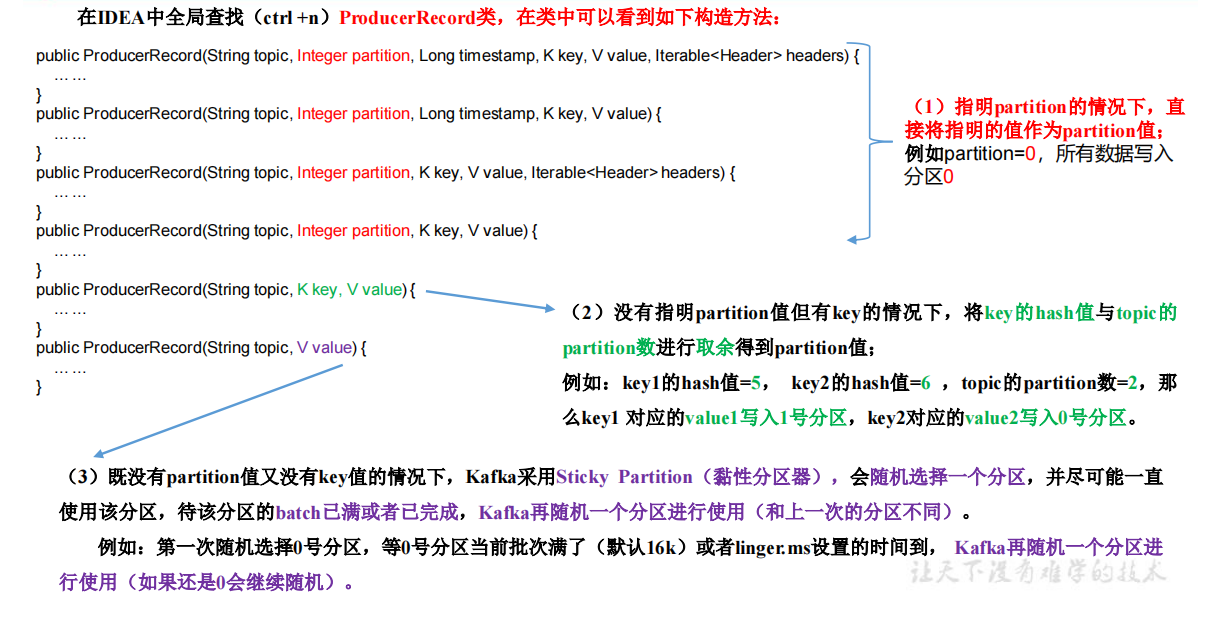 在IDEA中全局查找（ctrl +n）ProducerRecord类，在类中可以看到如下构造方法：
public ProducerRecord(String topic, Integer partition, Long timestamp, K key, V value, Iterable<Header> headers) {
... ...
}
public ProducerRecord(String topic, Integer partition, Long timestamp, K key, V value) {
... ...
}
public ProducerRecord(String topic, Integer partition, K key, V value, Iterable<Header> headers) {
... ...
}
public ProducerRecord(String topic, Integer partition, K key, V value) {
... ...
}
public ProducerRecord(String topic, K key, V value) {
... ...
}
public ProducerRecord(String topic, V value) {
... ...
}
（1）指明partition的情况下，直
接将指明的值作为partition值；
例如partition=0，所有数据写入
分区0
（2）没有指明partition值但有key的情况下，将key的hash值与topic的
partition数进行取余得到partition值；
例如：key1的hash值=5， key2的hash值=6 ，topic的partition数=2，那
么key1 对应的value1写入1号分区，key2对应的value2写入0号分区。
（3）既没有partition值又没有key值的情况下，Kafka采用Sticky Partition（黏性分区器），会随机选择一个分区，并尽可能一直
使用该分区，待该分区的batch已满或者已完成，Kafka再随机一个分区进行使用（和上一次的分区不同）。
例如：第一次随机选择0号分区，等0号分区当前批次满了（默认16k）或者linger.ms设置的时间到， Kafka再随机一个分区进
行使用（如果还是0会继续随机）。
让天下没有难学的技术